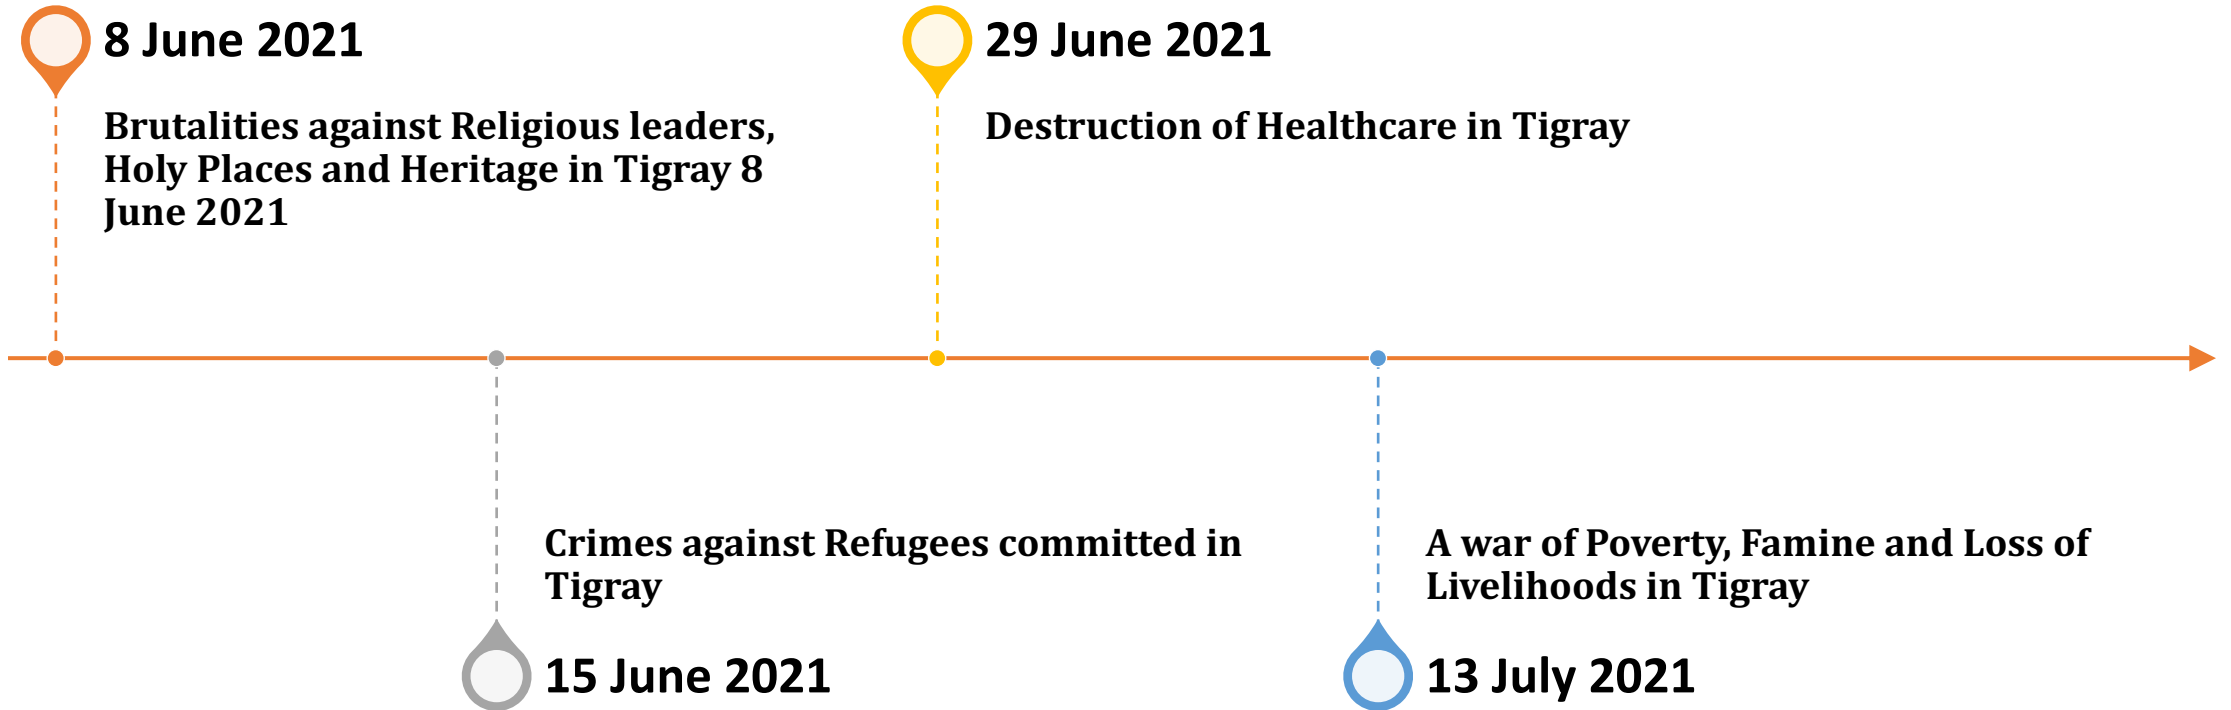 8 June 2021
Brutalities against Religious leaders,
Holy Places and Heritage in Tigray 8
June 2021
Crimes against Refugees committed in
Tigray
15 June 2021
29 June 2021
Destruction of Healthcare in Tigray
A war of Poverty, Famine and Loss of
Livelihoods in Tigray
13 July 2021